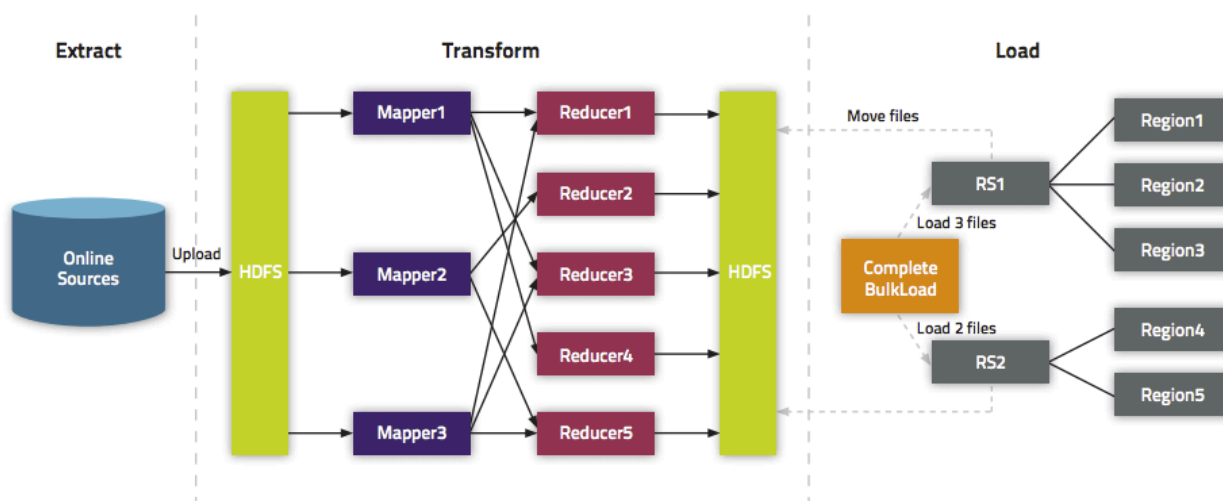 Extract
Transform
Load
Online
Sources
Upload
HDFS
Mapper1
Mapper2
Mapper3
Reducer1
Reducer2
Reducer3
Reducer4
Reducer5
HDFS
Move files
RS1
Load 3 files
Complete
BulkLoad
Load 2 files
RS2
Region1
Region2
Region3
Region4
Region5